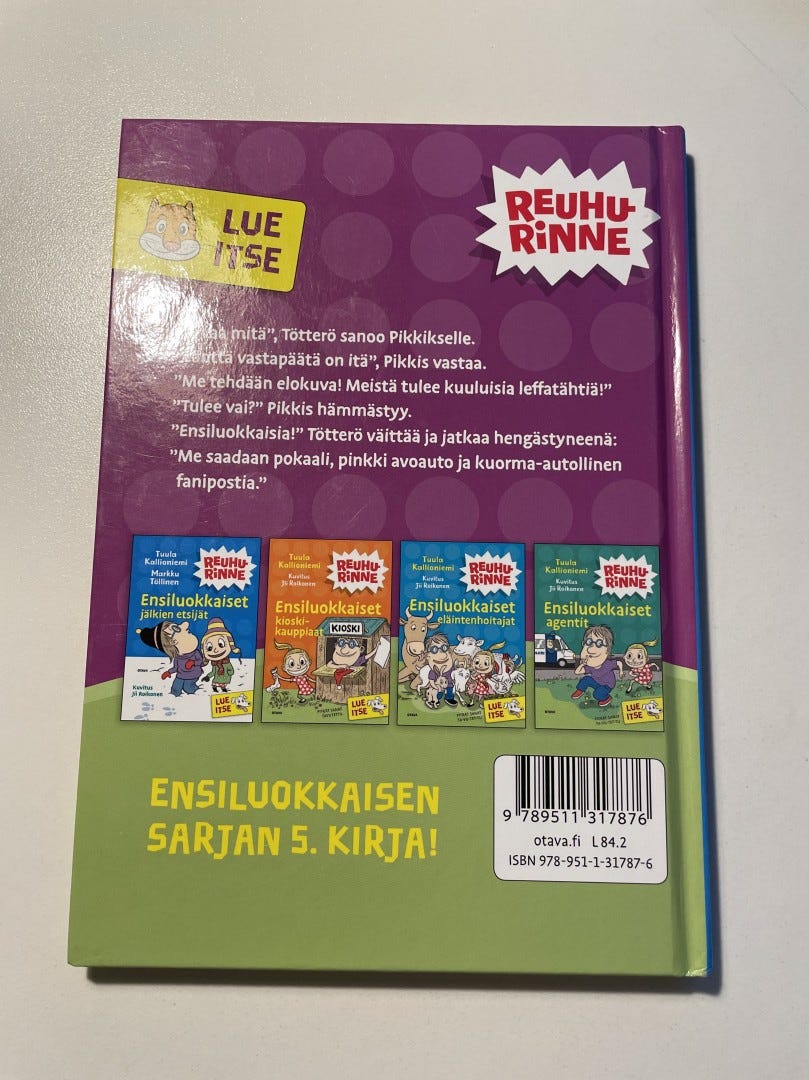 LUE
ITSE
REUHU-
RINNE
mitä”, Tötterö sanoo Pikkikselle.
vastapäätä on itä”, Pikkis vastaa.
”Me tehdään elokuva! Meistä tulee kuuluisia leffatähtiä!”
”Tulee vai?” Pikkis hämmästyy.
”Ensiluokkaisia!” Tötterö väittää ja jatkaa hengästyneenä:
”Me saadaan pokaali, pinkki avoauto ja kuorma-autollinen
fanipostia.”
Tuula
Kallioniemi
Markku
Töllinen
REUHU-
RINNE
Ensiluokkaiset
jälkien etsijät
Kuvitus
Jii Roikonen
OTAVA
LUE
ITSE
Tuula
Kallioniemi
Kuvitus
Jii Roikonen
REUHU-
RINNE
Ensiluokkaiset
kioski-
kauppiaat
KIOSKI
OTAVA
LUE
ITSE
Tuula
Kallioniemi
Kuvitus
Jii Roikonen
REUHU-
RINNE
Ensiluokkaiset
eläintenhoitajat
OTAVA
LUE
ITSE
Tuula
Kallioniemi
Kuvitus
Jii Roikonen
REUHU-
RINNE
Ensiluokkaiset
agentit
OTAVA
LUE
ITSE
ENSILUOKKAISEN
SARJAN 5. KIRJA!
9 789511 317876
otava.fi L 84.2
ISBN 978-951-1-31787-6